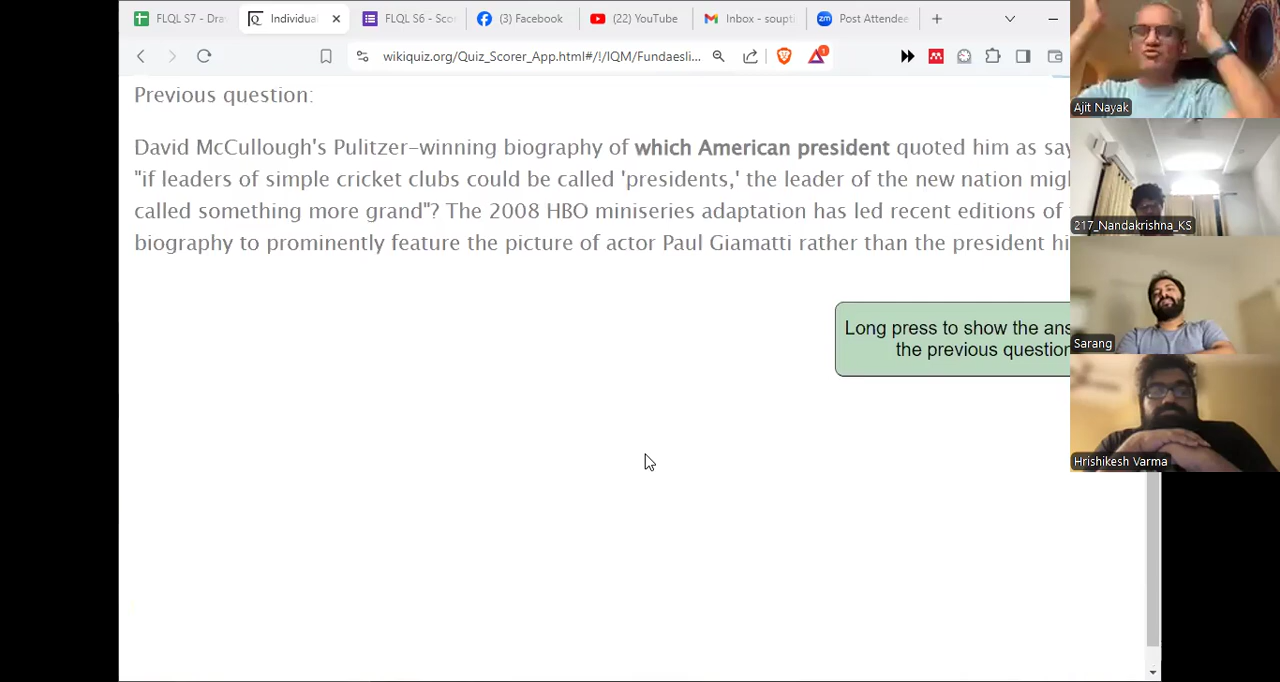 FLQL S7 - Dra
Individual
FLQL S6 - Sco
(3) Facebook
(22) YouTube
Inbox - soupti
Post Attendee
wikiquiz.org/Quiz_Scorer_App.html#/!/IQM/Fundaesli...
1
Previous question:
David McCullough's Pulitzer-winning biography of which American president quoted him as say
"if leaders of simple cricket clubs could be called 'presidents,' the leader of the new nation mig
called something more grand"? The 2008 HBO miniseries adaptation has led recent editions of
biography to prominently feature the picture of actor Paul Giamatti rather than the president hi
Long press to show the ans
the previous question
Ajit Nayak
217_Nandakrishna_KS
Sarang
Hrishikesh Varma